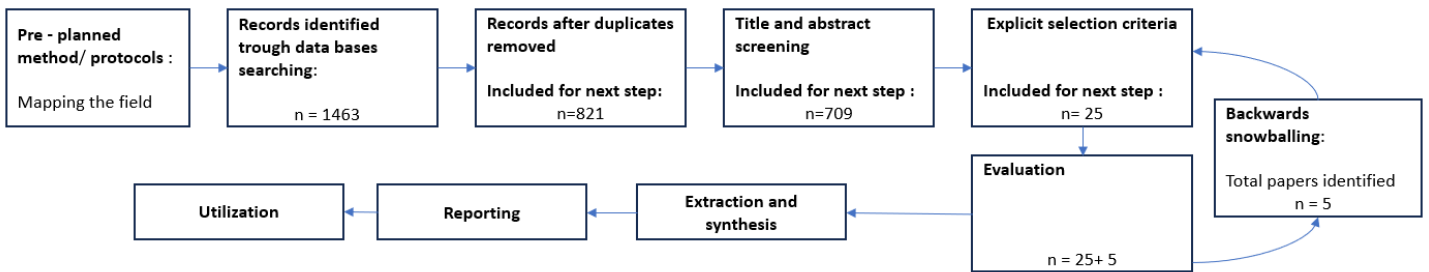 Pre - planned
method/ protocols :
Mapping the field
Records identified
trough data bases
searching:
n = 1463
Records after duplicates
removed
Included for next step:
n=821
Title and abstract
screening
Included for next step :
n=709
Explicit selection criteria
Included for next step :
n= 25
Backwards
snowballing:
Total papers identified
n = 5
Evaluation
n = 25+ 5
Extraction and
synthesis
Reporting
Utilization